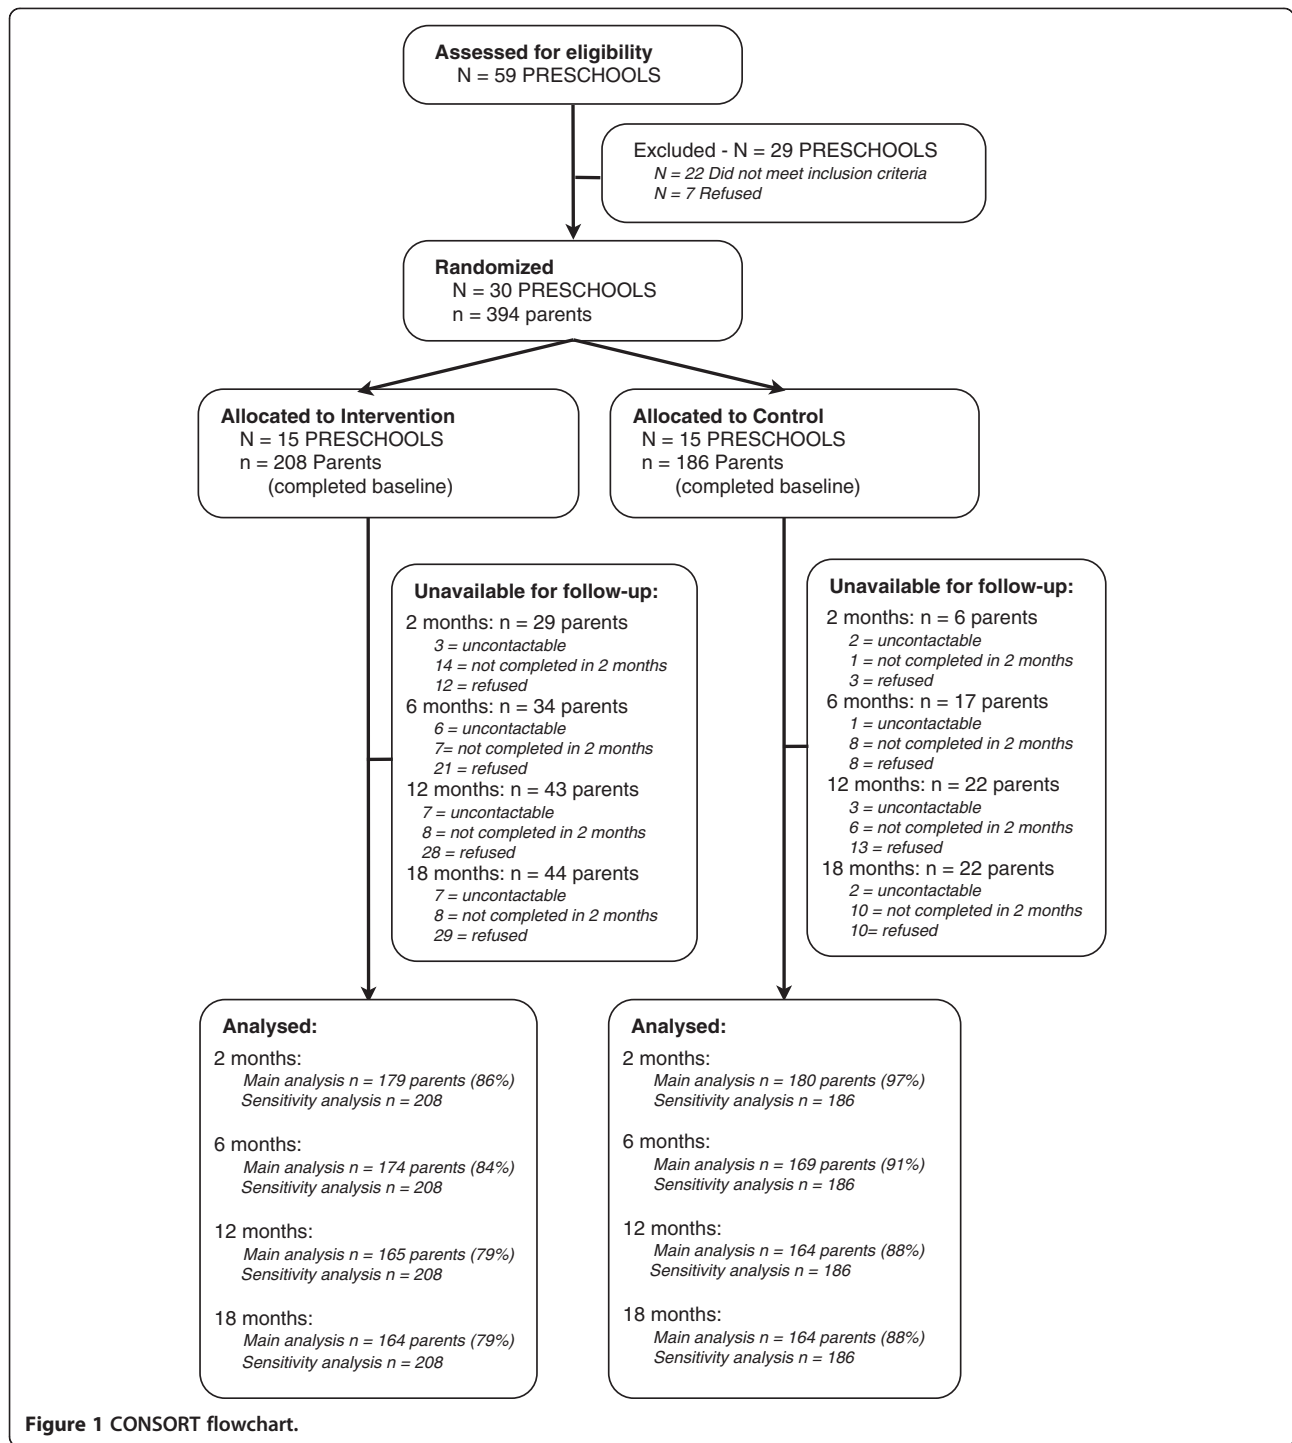 Assessed for eligibility
N = 59 PRESCHOOLS
Excluded - N = 29 PRESCHOOLS
N = 22 Did not meet inclusion criteria
N = 7 Refused
Randomized
N = 30 PRESCHOOLS
n = 394 parents
Allocated to Intervention
N = 15 PRESCHOOLS
n = 208 Parents
(completed baseline)
Allocated to Control
N = 15 PRESCHOOLS
n = 186 Parents
(completed baseline)
Unavailable for follow-up:
2 months: n = 29 parents
3 = uncontactable
14 = not completed in 2 months
12 = refused
6 months: n = 34 parents
6 = uncontactable
7= not completed in 2 months
21 = refused
12 months: n = 43 parents
7 = uncontactable
8 = not completed in 2 months
28 = refused
18 months: n = 44 parents
7 = uncontactable
8 = not completed in 2 months
29 = refused
Unavailable for follow-up:
2 months: n = 6 parents
2 = uncontactable
1 = not completed in 2 months
3 = refused
6 months: n = 17 parents
1 = uncontactable
8 = not completed in 2 months
8 = refused
12 months: n = 22 parents
3 = uncontactable
6 = not completed in 2 months
13 = refused
18 months: n = 22 parents
2 = uncontactable
10 = not completed in 2 months
10= refused
Analysed:
2 months:
Main analysis n = 179 parents (86%)
Sensitivity analysis n = 208
6 months:
Main analysis n = 174 parents (84%)
Sensitivity analysis n = 208
12 months:
Main analysis n = 165 parents (79%)
Sensitivity analysis n = 208
18 months:
Main analysis n = 164 parents (79%)
Sensitivity analysis n = 208
Analysed:
2 months:
Main analysis n = 180 parents (97%)
Sensitivity analysis n = 186
6 months:
Main analysis n = 169 parents (91%)
Sensitivity analysis n = 186
12 months:
Main analysis n = 164 parents (88%)
Sensitivity analysis n = 186
18 months:
Main analysis n = 164 parents (88%)
Sensitivity analysis n = 186
Figure 1 CONSORT flowchart.